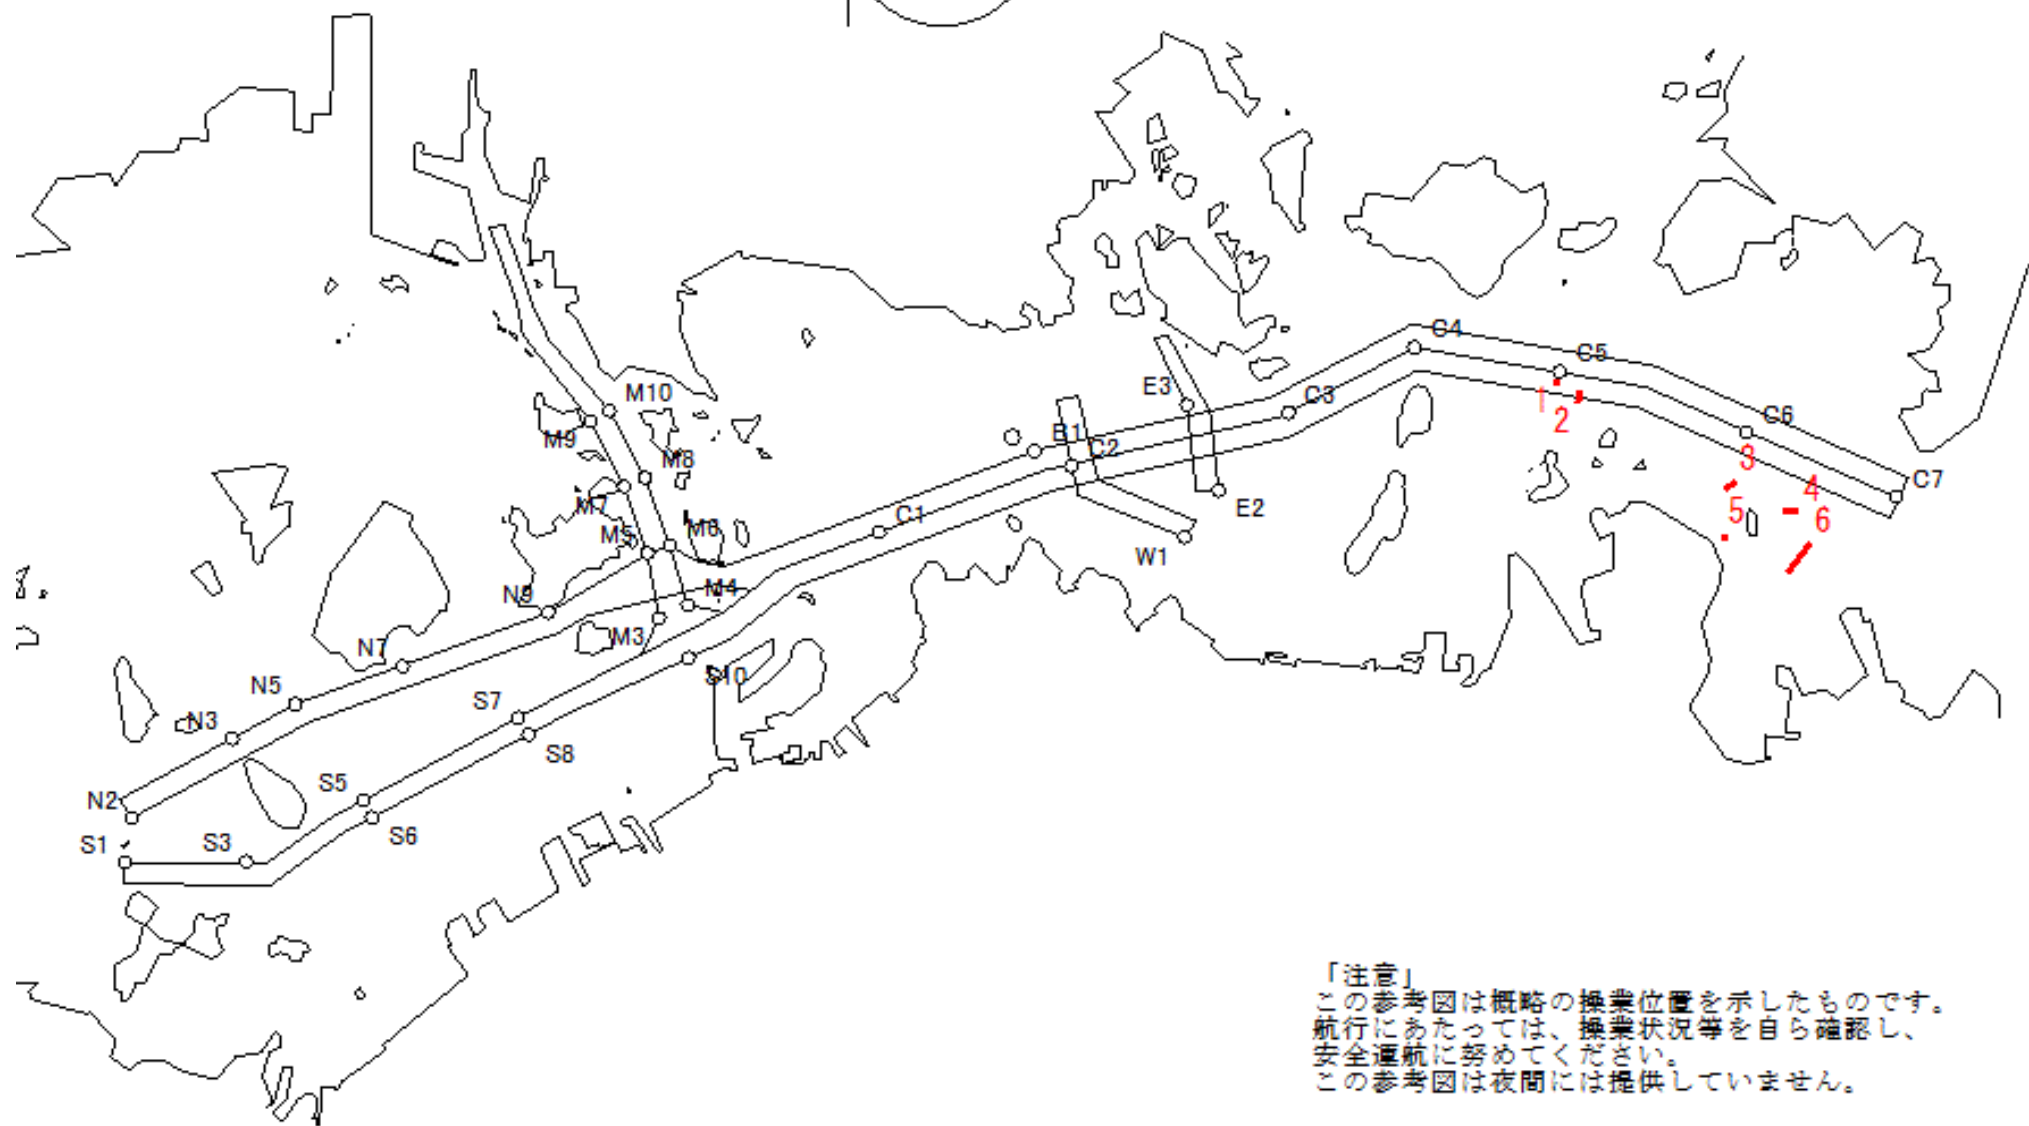 C4
C5
M10
E3
C3
1
2
C6
M9
B1
C2
M8
3
C7
4
M7
E2
5
6
C1
M5
M6
W1
N9
M4
M3
N7
S10
N5
S7
N3
S8
S5
N2
S6
S1
S3
「注意」
この参考図は概略の操業位置を示したものです。
航行にあたっては、操業状況等を自ら確認し、
安全運航に努めてください。
この参考図は夜間には提供していません。